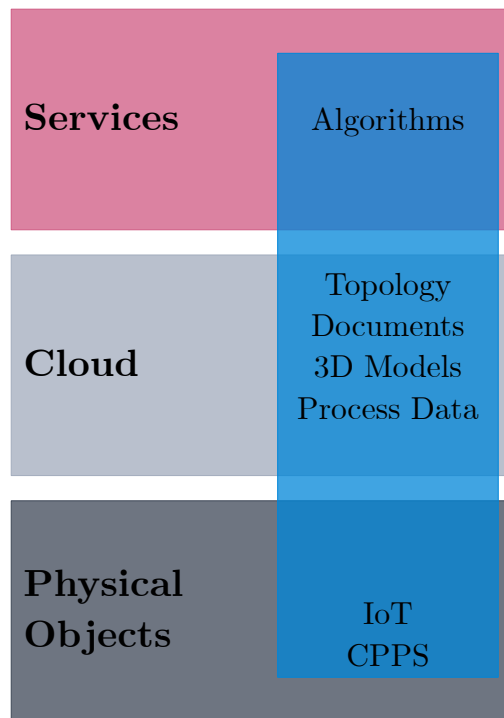 Services
Algorithms
Cloud
Topology
Documents
3D Models
Process Data
Physical
Objects
IoT
CPPS